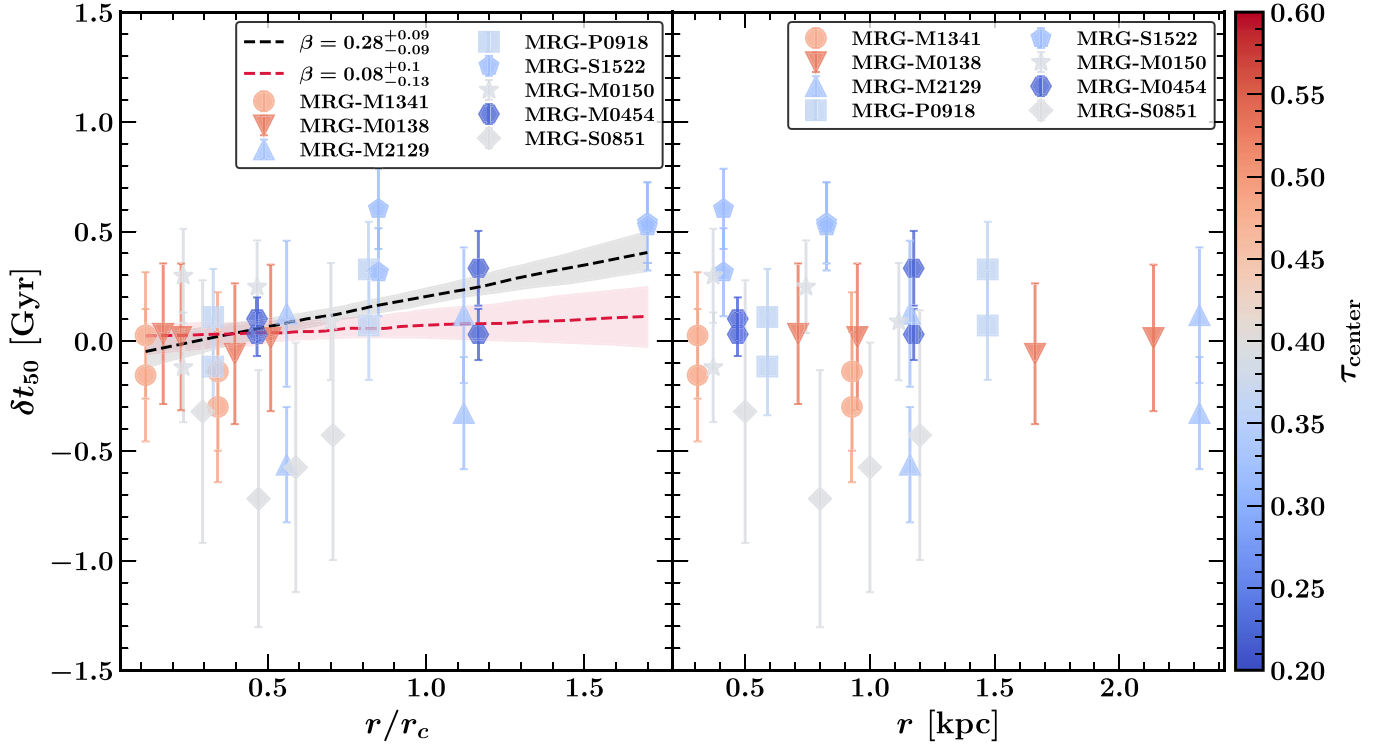 1.5
1.0
0.5
0.0
−0.5
−1.0
−1.5
δt₅₀ [Gyr]
β = 0.28⁺⁰·⁰⁹₋₀.₀₉
β = 0.08⁺⁰·¹₋₀.₁₃
MRG-M1341
MRG-M0138
MRG-M2129
MRG-P0918
MRG-S1522
MRG-M0150
MRG-M0454
MRG-S0851
0.5 1.0 1.5
r/r_c
MRG-M1341
MRG-M0138
MRG-M2129
MRG-P0918
MRG-S1522
MRG-M0150
MRG-M0454
MRG-S0851
0.5 1.0 1.5 2.0
r [kpc]
0.60
0.55
0.50
0.45
0.40
0.35
0.30
0.25
0.20
τ_center